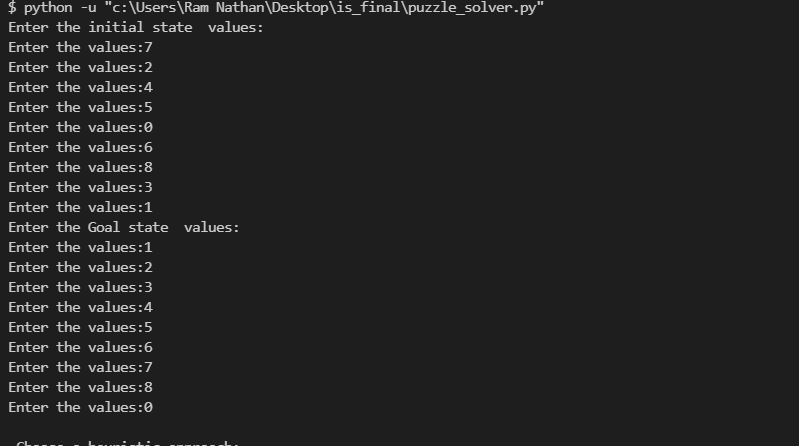 $ python -u "c:\Users\Ram Nathan\Desktop\is_final\puzzle_solver.py"
Enter the initial state  values:
Enter the values:7
Enter the values:2
Enter the values:4
Enter the values:5
Enter the values:0
Enter the values:6
Enter the values:8
Enter the values:3
Enter the values:1
Enter the Goal state  values:
Enter the values:1
Enter the values:2
Enter the values:3
Enter the values:4
Enter the values:5
Enter the values:6
Enter the values:7
Enter the values:8
Enter the values:0
Choose a heuristic approach: